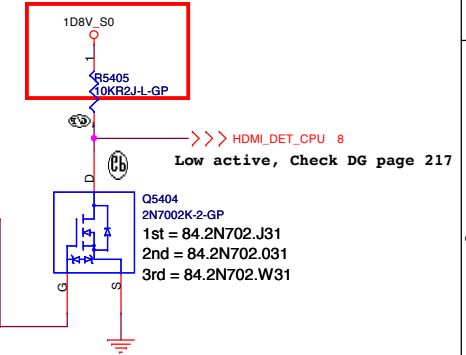 1D8V_S0
1
R5405
10KR2J-L-GP
HDMI_DET_CPU 8
Low active, Check DG page 217
D
Q5404
2N7002K-2-GP
1st = 84.2N702.J31
2nd = 84.2N702.031
3rd = 84.2N702.W31
G
S